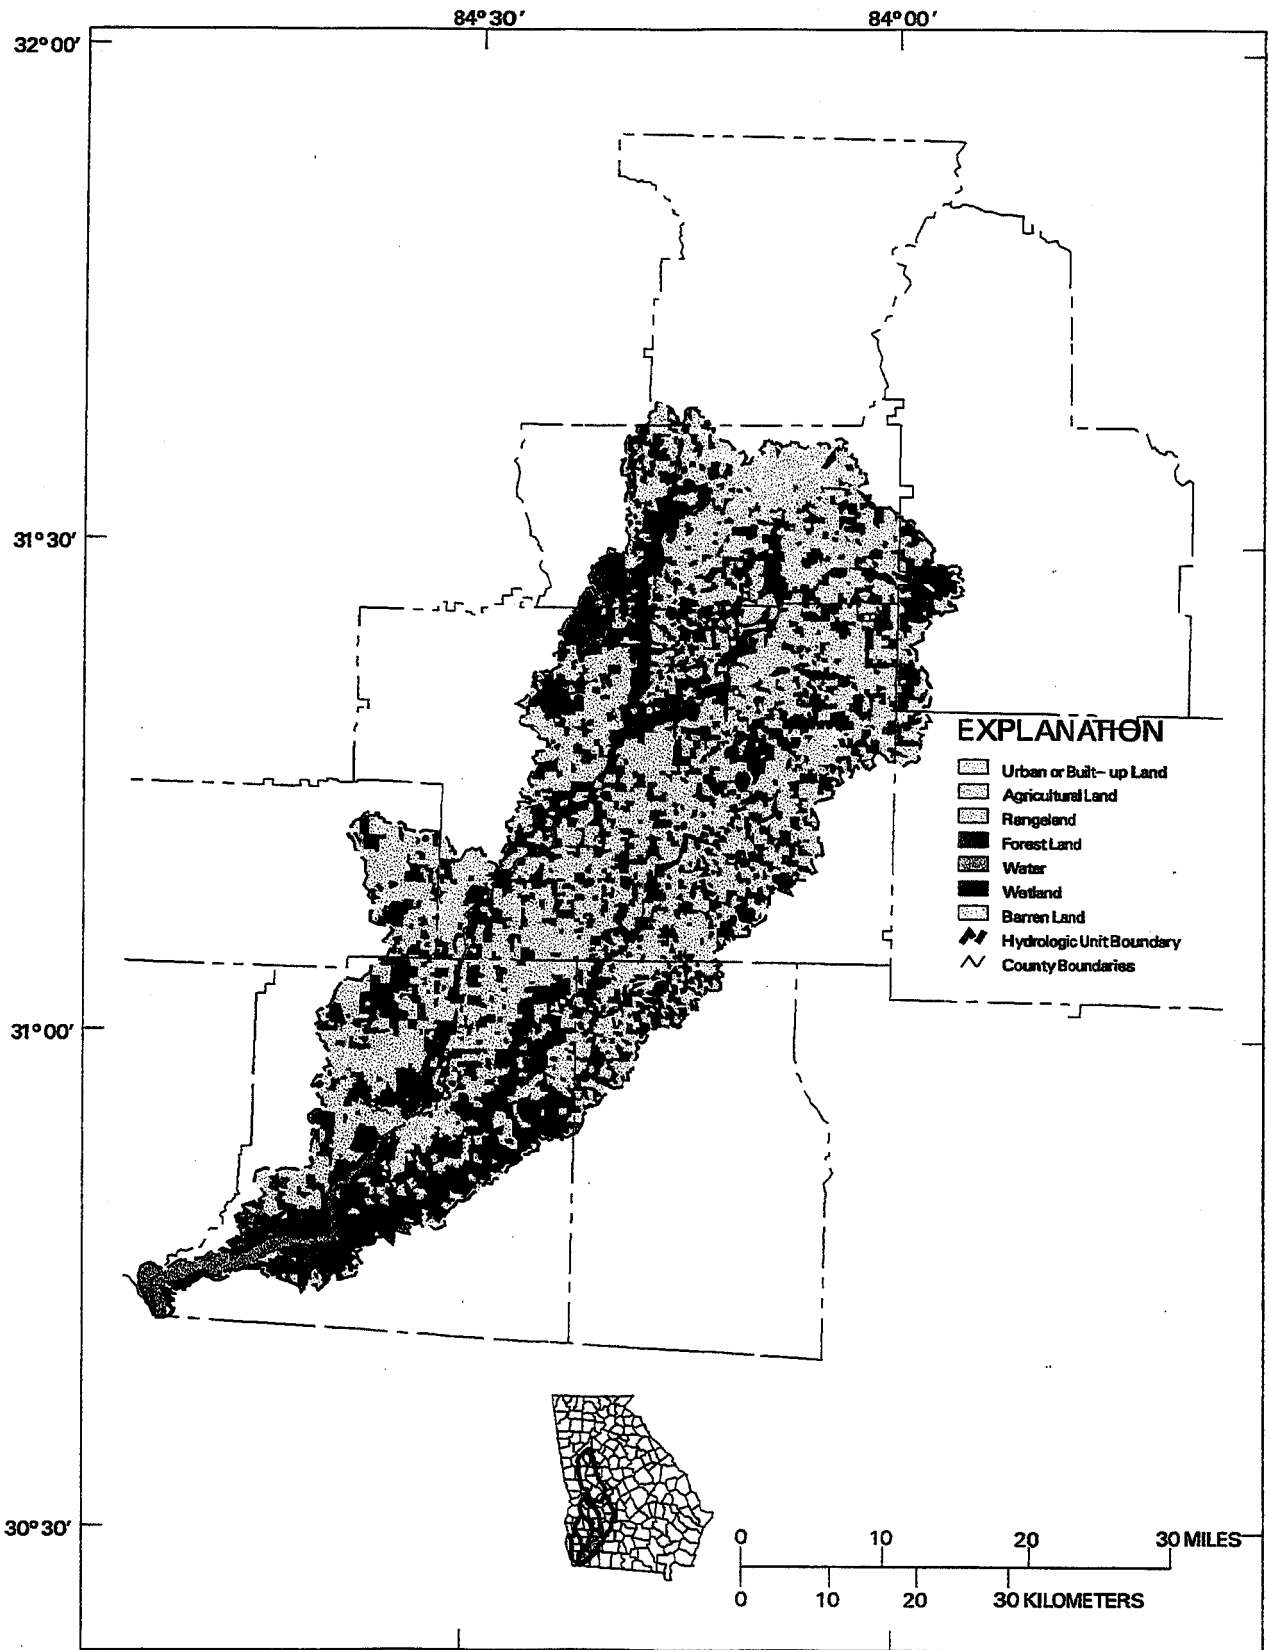 84°30′ 84°00′
32°00′
31°30′
EXPLANATION
Urban or Built-up Land
Agricultural Land
Rangeland
Forest Land
Water
Wetland
Barren Land
Hydrologic Unit Boundary
County Boundaries
31°00′
30°30′
0 10 20 30 MILES
0 10 20 30 KILOMETERS